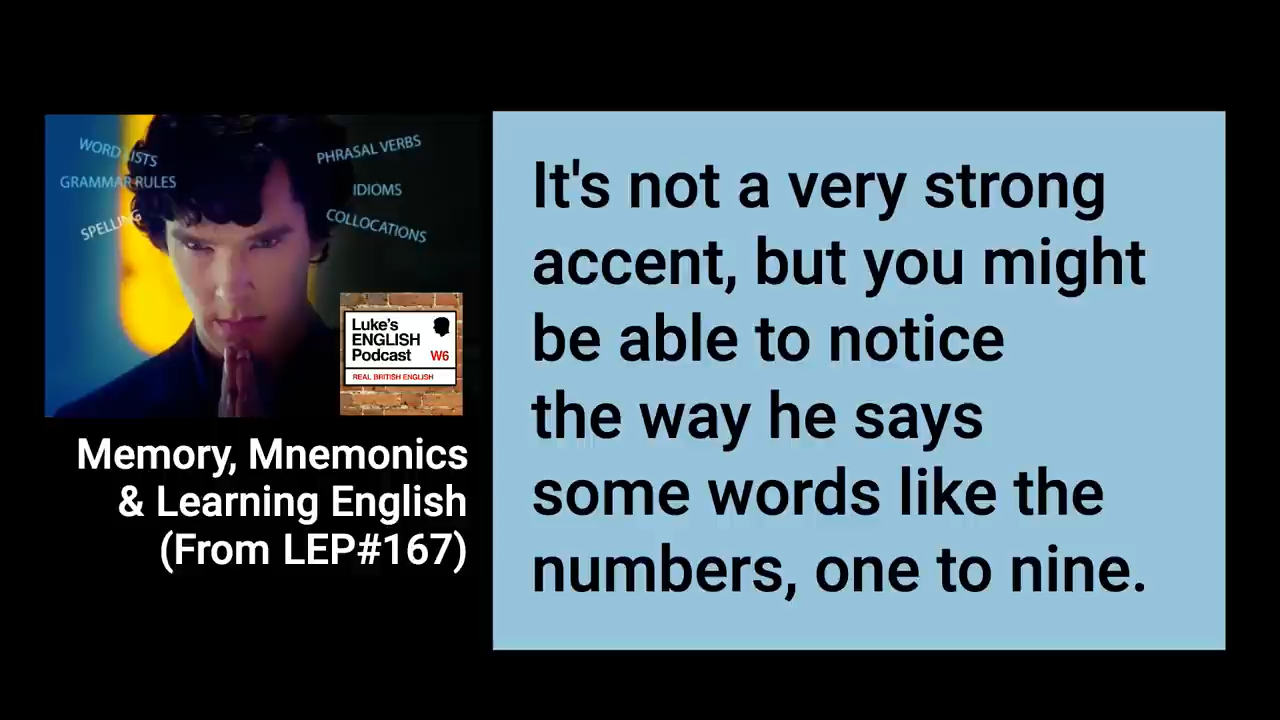 WORD LISTS
GRAMMAR RULES
SPELLING
PHRASAL VERBS
IDIOMS
COLLOCATIONS
Luke's
ENGLISH
Podcast W6
REAL BRITISH ENGLISH
Memory, Mnemonics
& Learning English
(From LEP#167)
It's not a very strong
accent, but you might
be able to notice
the way he says
some words like the
numbers, one to nine.